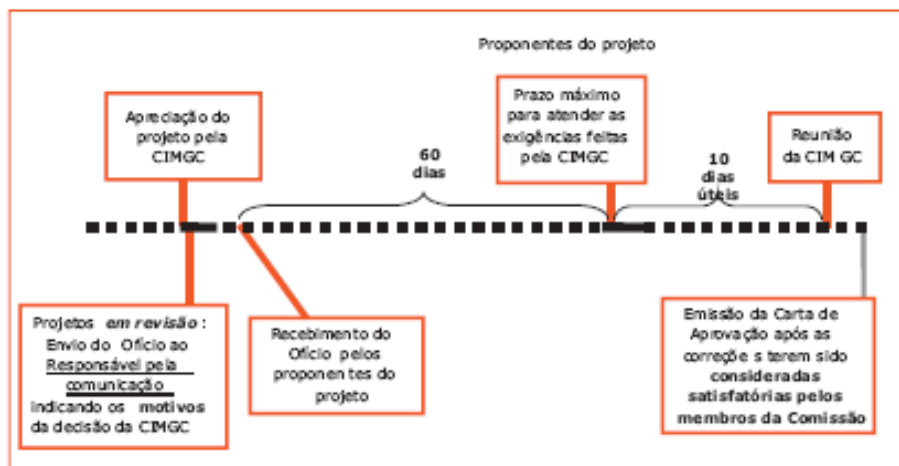 Proponentes do projeto
Apreciação do
projeto pela
CIMGC
60
dias
Prazo máximo
para atender as
exigências feitas
pela CIMGC
10
dias
úteis
Reunião
da CIM GC
Projetos em revisão :
Envio do Ofício ao
Responsável pela
comunicação
indicando os motivos
da decisão da CIMGC
Recebimento do
Ofício pelos
proponentes do
projeto
Emissão da Carta de
Aprovação após as
correçõe s terem sido
consideradas
satisfatórias pelos
membros da Comissão